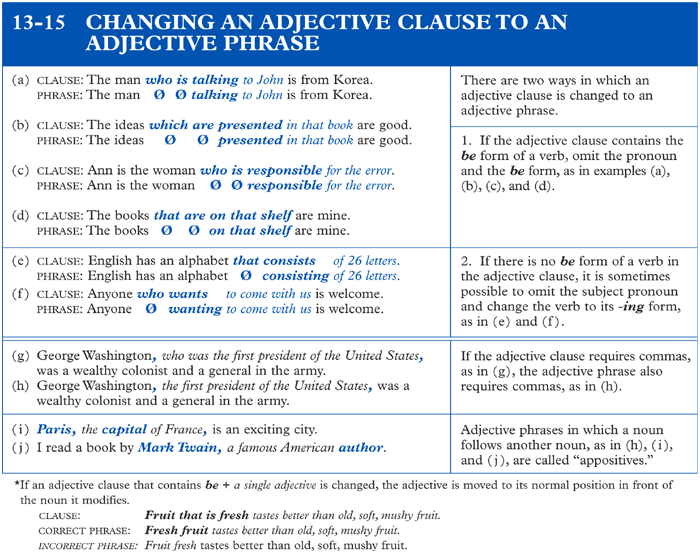 13-15 CHANGING AN ADJECTIVE CLAUSE TO AN
ADJECTIVE PHRASE
(a) CLAUSE: The man who is talking to John is from Korea.
PHRASE: The man Ø Ø talking to John is from Korea.
(b) CLAUSE: The ideas which are presented in that book are good.
PHRASE: The ideas Ø Ø presented in that book are good.
(c) CLAUSE: Ann is the woman who is responsible for the error.
PHRASE: Ann is the woman Ø Ø responsible for the error.
(d) CLAUSE: The books that are on that shelf are mine.
PHRASE: The books Ø Ø on that shelf are mine.
There are two ways in which an
adjective clause is changed to an
adjective phrase.
1. If the adjective clause contains the
be form of a verb, omit the pronoun
and the be form, as in examples (a),
(b), (c), and (d).
(e) CLAUSE: English has an alphabet that consists of 26 letters.
PHRASE: English has an alphabet Ø consisting of 26 letters.
(f) CLAUSE: Anyone who wants to come with us is welcome.
PHRASE: Anyone Ø wanting to come with us is welcome.
2. If there is no be form of a verb in
the adjective clause, it is sometimes
possible to omit the subject pronoun
and change the verb to its -ing form,
as in (e) and (f).
(g) George Washington, who was the first president of the United States,
was a wealthy colonist and a general in the army.
(h) George Washington, the first president of the United States, was a
wealthy colonist and a general in the army.
If the adjective clause requires commas,
as in (g), the adjective phrase also
requires commas, as in (h).
(i) Paris, the capital of France, is an exciting city.
(j) I read a book by Mark Twain, a famous American author.
Adjective phrases in which a noun
follows another noun, as in (h), (i),
and (j), are called “appositives.”
*If an adjective clause that contains be + a single adjective is changed, the adjective is moved to its normal position in front of
the noun it modifies.
CLAUSE: Fruit that is fresh tastes better than old, soft, mushy fruit.
CORRECT PHRASE: Fresh fruit tastes better than old, soft, mushy fruit.
INCORRECT PHRASE: Fruit fresh tastes better than old, soft, mushy fruit.